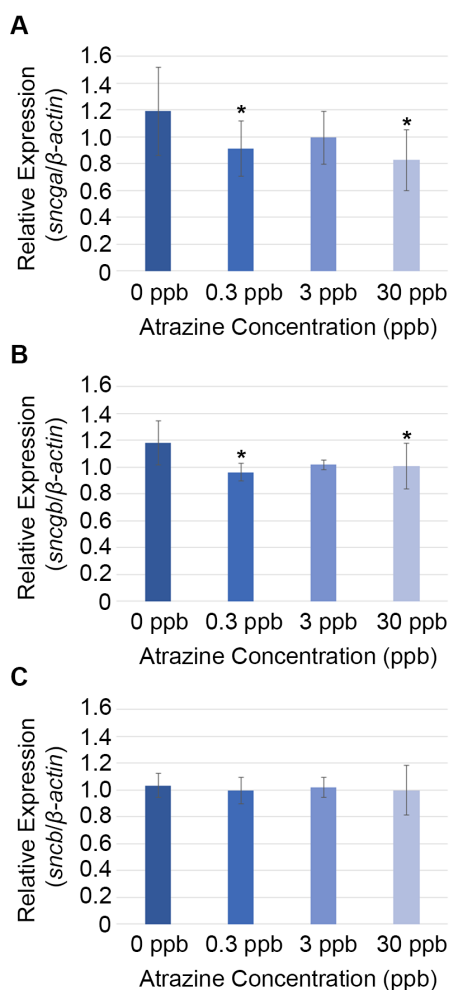 A
Relative Expression
(sncga/β-actin)
1.6
1.4
1.2
1.0
0.8
0.6
0.4
0.2
0
*
*
0 ppb 0.3 ppb 3 ppb 30 ppb
Atrazine Concentration (ppb)
B
Relative Expression
(sncgb/β-actin)
1.6
1.4
1.2
1.0
0.8
0.6
0.4
0.2
0
*
*
0 ppb 0.3 ppb 3 ppb 30 ppb
Atrazine Concentration (ppb)
C
Relative Expression
(sncb/β-actin)
1.6
1.4
1.2
1.0
0.8
0.6
0.4
0.2
0
0 ppb 0.3 ppb 3 ppb 30 ppb
Atrazine Concentration (ppb)